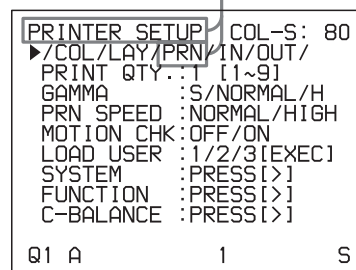 PRINTER SETUP COL-S: 80
▶/COL/LAY/PRN/IN/OUT/
PRINT QTY.:1 [1~9]
GAMMA :S/NORMAL/H
PRN SPEED :NORMAL/HIGH
MOTION CHK:OFF/ON
LOAD USER :1/2/3[EXEC]
SYSTEM :PRESS[>]
FUNCTION :PRESS[>]
C-BALANCE :PRESS[>]
Q1 A 1 S